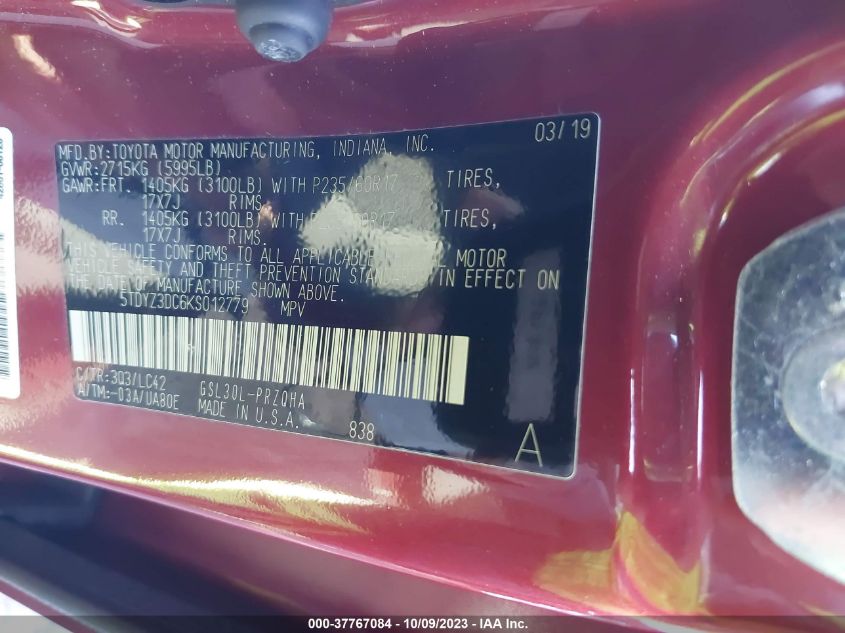 03/19
MFD.BY:TOYOTA MOTOR MANUFACTURING, INDIANA, INC.
GVWR:2715KG (5995LB)
GAWR:FRT. 1405KG (3100LB) WITH P235/60R17 TIRES,
17X7J RIMS.
RR. 1405KG (3100LB) WITH P235/60R17 TIRES,
17X7J RIMS.
THIS VEHICLE CONFORMS TO ALL APPLICABLE MOTOR
VEHICLE SAFETY AND THEFT PREVENTION STANDARDS IN EFFECT ON
THE DATE OF MANUFACTURE SHOWN ABOVE.
5TDYZ3DC6KS012779 MPV
C/TR:3Q3/LC42 GSL30L-PRZQHA
A/TM:-03A/UA80E MADE IN U.S.A.
838
A
000-37767084 - 10/09/2023 - IAA Inc.